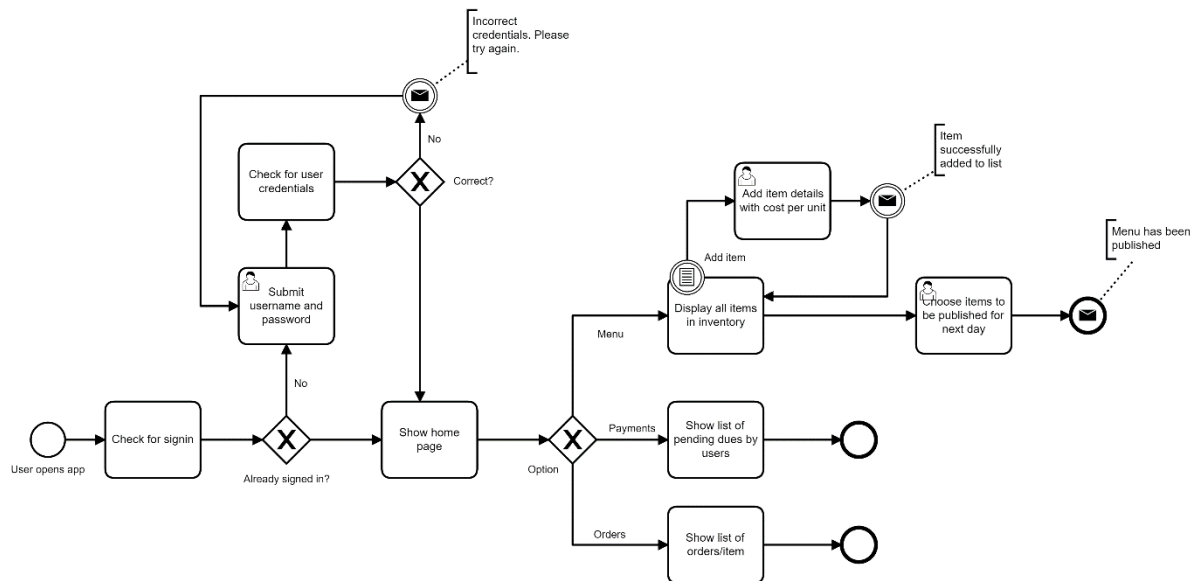 Incorrect
credentials. Please
try again.
No
Correct?
Check for user
credentials
Submit
username and
password
No
User opens app
Check for signin
Already signed in?
Show home
page
Option
Menu
Payments
Orders
Add item
Add item details
with cost per unit
Item
successfully
added to list
Display all items
in inventory
Choose items to
be published for
next day
Menu has been
published
Show list of
pending dues by
users
Show list of
orders/item